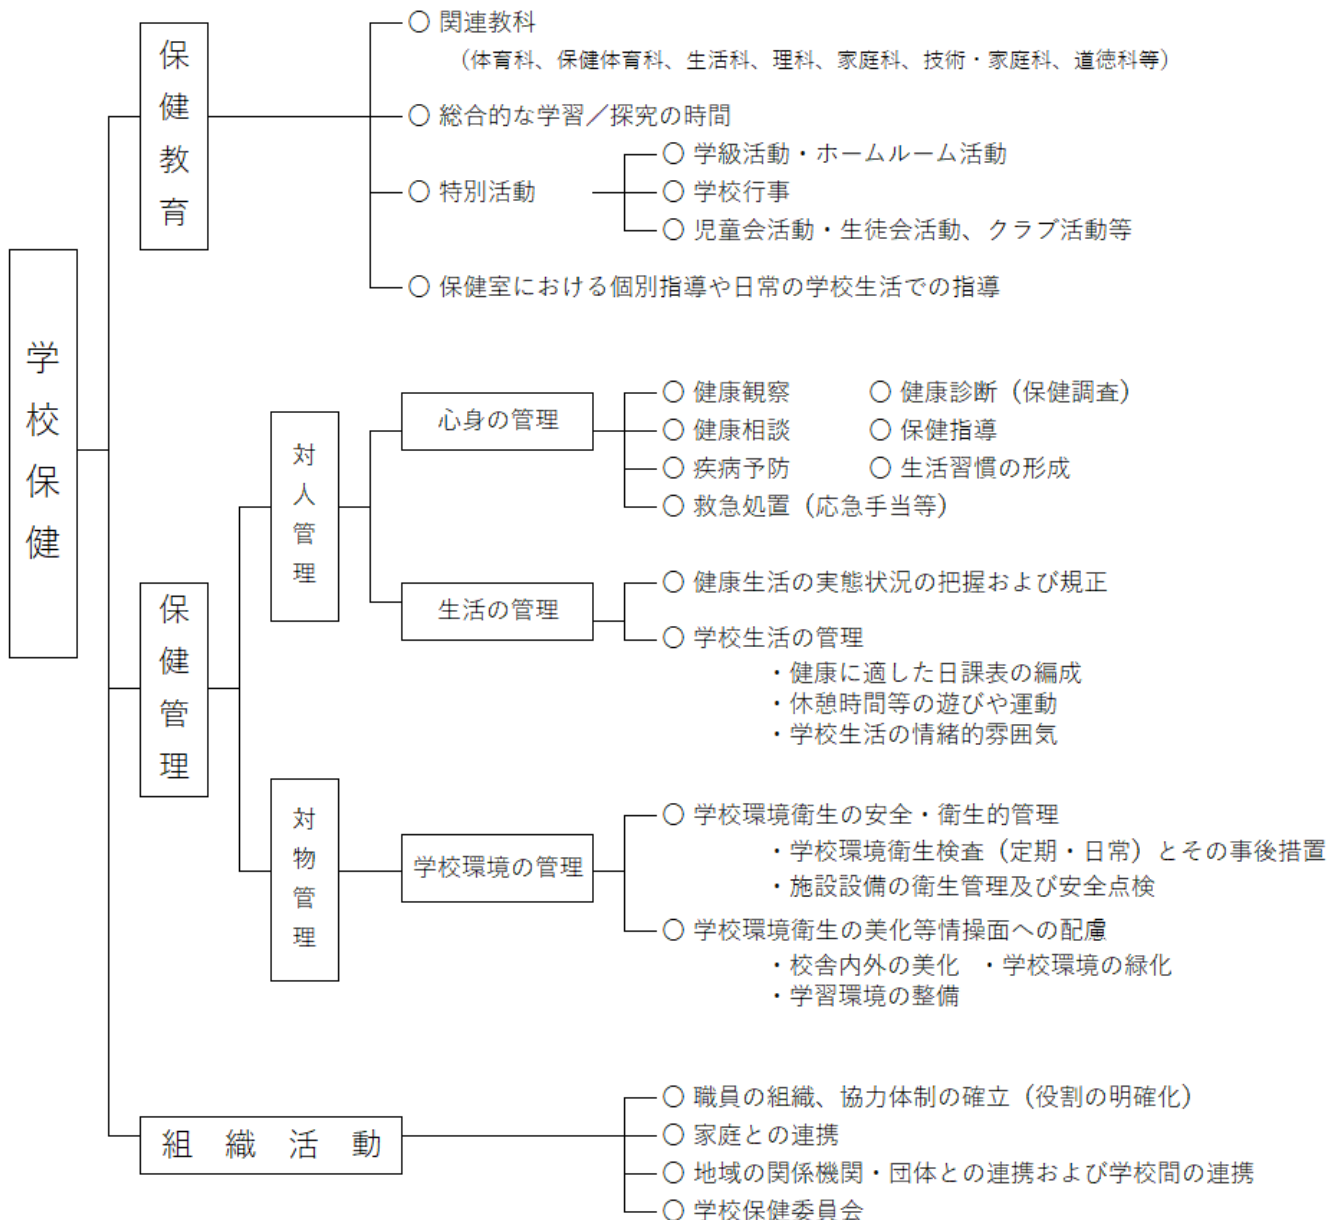 学校保健
保健教育
○ 関連教科
（体育科、保健体育科、生活科、理科、家庭科、技術・家庭科、道徳科等）
○ 総合的な学習／探究の時間
○ 特別活動
○ 学級活動・ホームルーム活動
○ 学校行事
○ 児童会活動・生徒会活動、クラブ活動等
○ 保健室における個別指導や日常の学校生活での指導
保健管理
対人管理
心身の管理
○ 健康観察 ○ 健康診断（保健調査）
○ 健康相談 ○ 保健指導
○ 疾病予防 ○ 生活習慣の形成
○ 救急処置（応急手当等）
生活の管理
○ 健康生活の実態状況の把握および規正
○ 学校生活の管理
・健康に適した日課表の編成
・休憩時間等の遊びや運動
・学校生活の情緒的雰囲気
対物管理
学校環境の管理
○ 学校環境衛生の安全・衛生的管理
・学校環境衛生検査（定期・日常）とその事後措置
・施設設備の衛生管理及び安全点検
○ 学校環境衛生の美化等情操面への配慮
・校舎内外の美化 ・学校環境の緑化
・学習環境の整備
組織活動
○ 職員の組織、協力体制の確立（役割の明確化）
○ 家庭との連携
○ 地域の関係機関・団体との連携および学校間の連携
○ 学校保健委員会